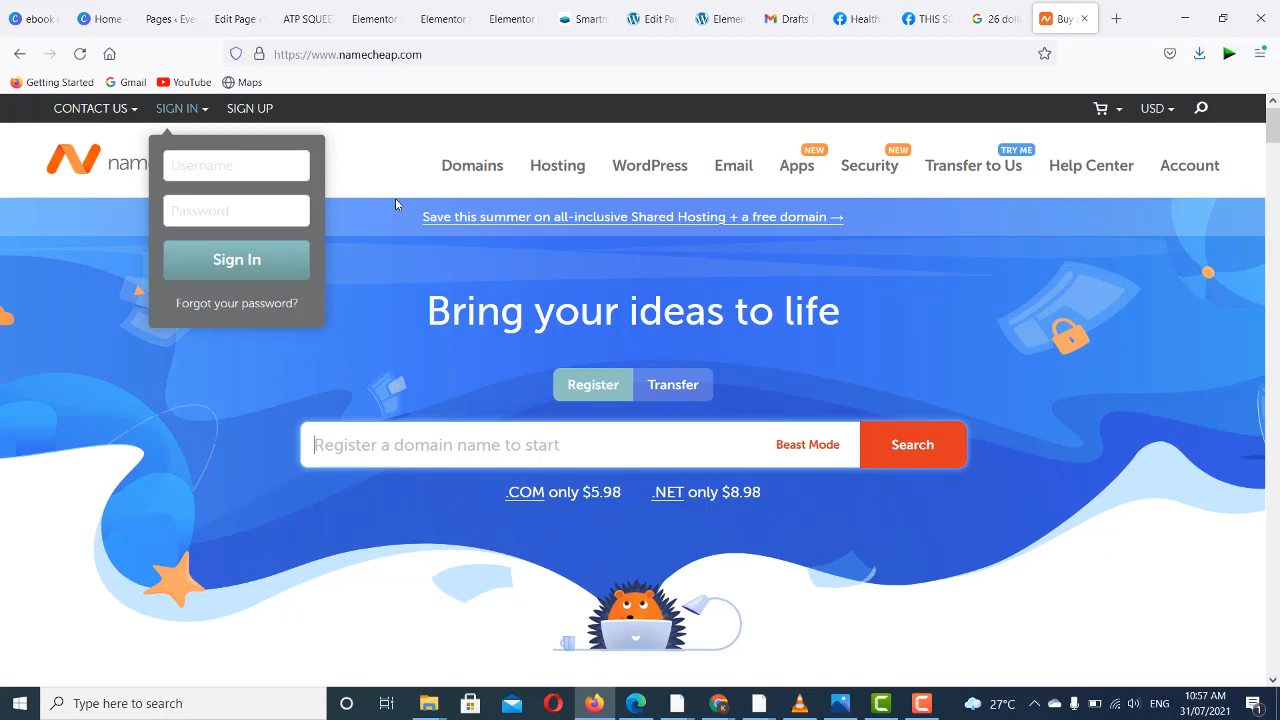 ebook
Home
Pages - Eve
Edit Page
ATP SQUEE
Elementor
Elementor
Elementor
Smart
Edit Pag
Elemen
Drafts (
Health
THIS SC
26 dolla
Buy
https://www.namecheap.com
Getting Started
Gmail
YouTube
Maps
CONTACT US
SIGN IN
SIGN UP
USD
name
Domains
Hosting
WordPress
Email
Apps
NEW
Security
NEW
Transfer to Us
TRY ME
Help Center
Account
Username
Password
Sign In
Forgot your password?
Save this summer on all-inclusive Shared Hosting + a free domain →
Bring your ideas to life
Register
Transfer
Register a domain name to start
Beast Mode
Search
.COM only $5.98
.NET only $8.98
Type here to search
27°C
ENG
10:57 AM
31/07/2021